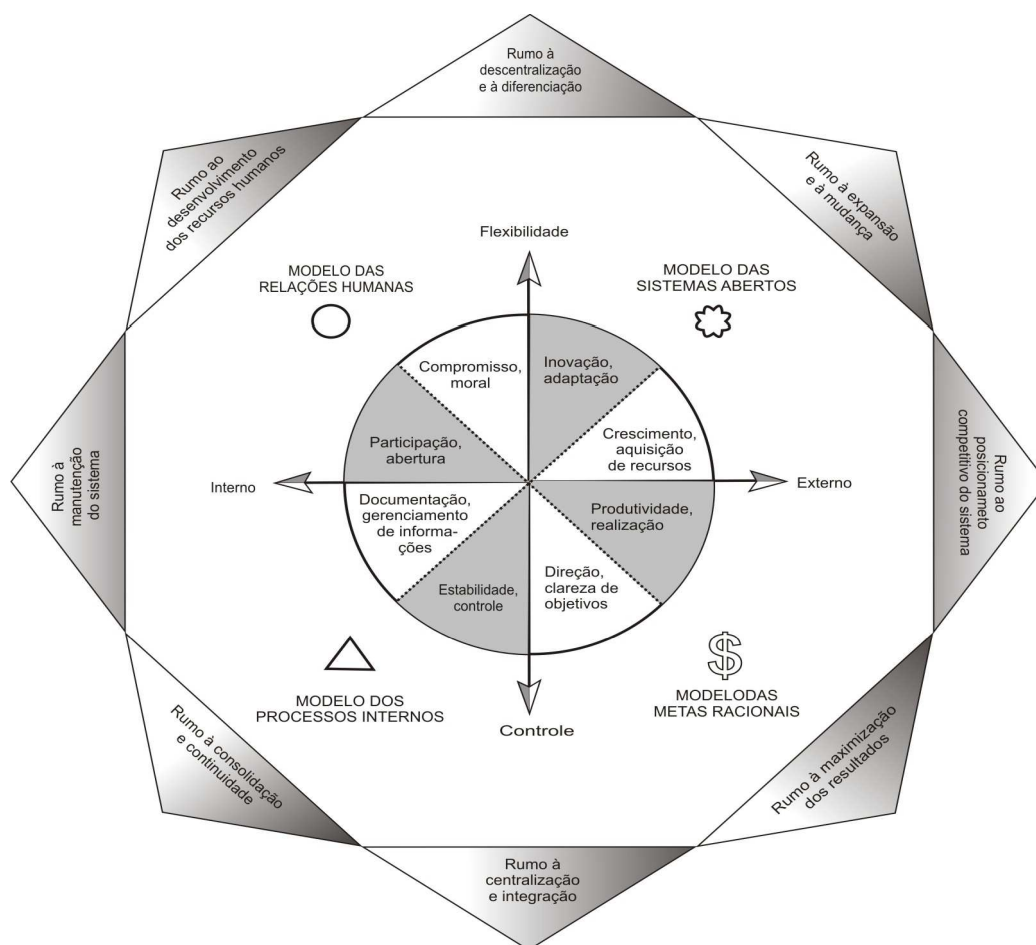 Rumo à
descentralização
e à diferenciação
Rumo ao
desenvolvimento
dos recursos humanos
Rumo à expansão
e à mudança
Flexibilidade
MODELO DAS
RELAÇÕES HUMANAS
MODELO DAS
SISTEMAS ABERTOS
Compromisso,
moral
Inovação,
adaptação
Participação,
abertura
Crescimento,
aquisição
de recursos
Rumo à
manutenção
do sistema
Interno
Externo
Rumo ao
posicionameto
competitivo do sistema
Documentação,
gerenciamento
de informa-
ções
Produtividade,
realização
Estabilidade,
controle
Direção,
clareza de
objetivos
$
MODELO DOS
PROCESSOS INTERNOS
MODELODAS
METAS RACIONAIS
Controle
Rumo à consolidação
e continuidade
Rumo à maximização
dos resultados
Rumo à
centralização
e integração